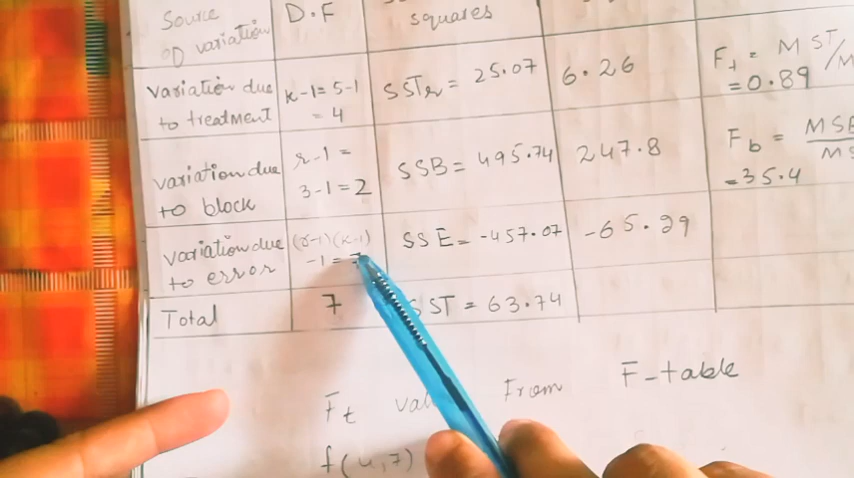 Source D.F squares
OD variation
variation due k-1=5-1 SSTr = 25.07 6.26 Ft = MST/M
to treatment = 4 =0.89
variation due r-1 = SSB = 495.74 247.8 Fb = MSB
to block 3-1=2 =35.4 MS
variation due (r-1)(k-1) SSE = -457.07 -65.29
to error -1=7
Total 7 SST = 63.74
Ft From F-table
f(4,7)